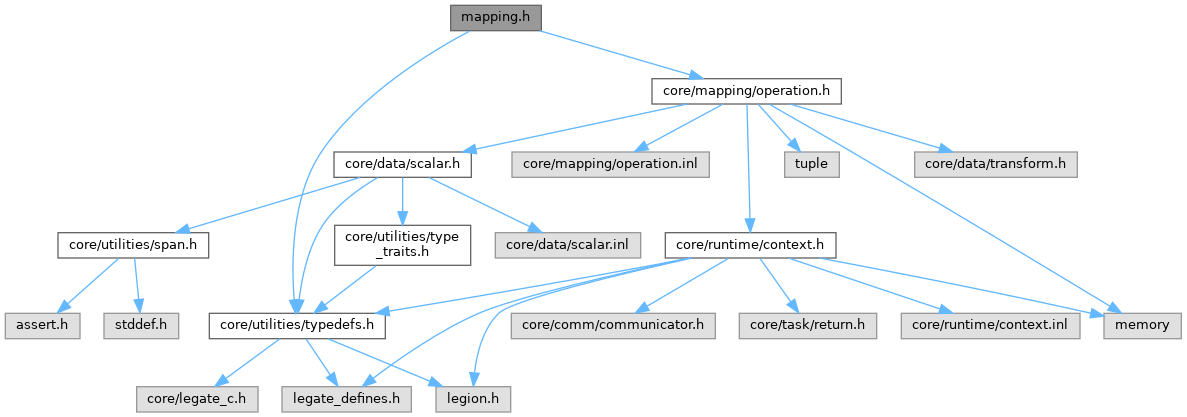 mapping.h
core/mapping/operation.h
core/data/scalar.h
core/mapping/operation.inl
tuple
core/data/transform.h
core/utilities/span.h
core/utilities/type
_traits.h
core/data/scalar.inl
core/runtime/context.h
assert.h
stddef.h
core/utilities/typedefs.h
core/comm/communicator.h
core/task/return.h
core/runtime/context.inl
memory
core/legate_c.h
legate_defines.h
legion.h